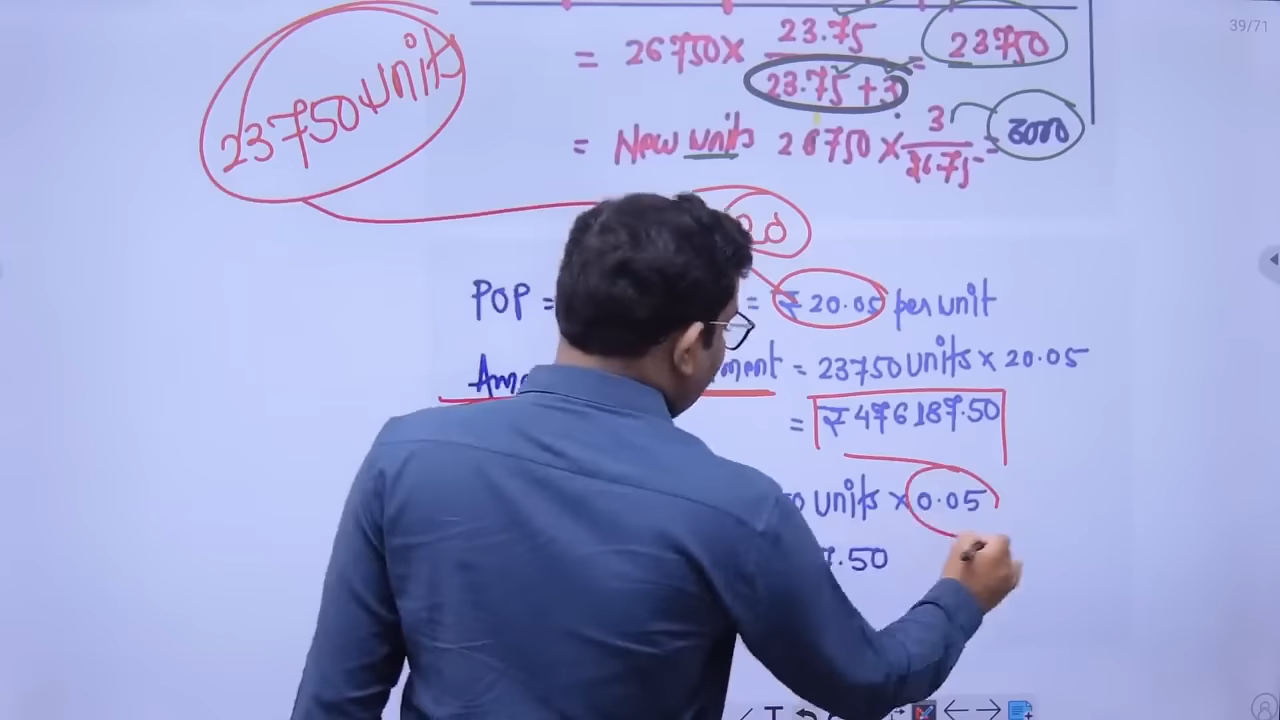 39/71
= 26750 × 23.75 / 23.75 + 3 = 23750
23750 units
= New units 26750 × 3 / 26.75 = 3000
POP = = ₹ 20.05 per unit
= 23750 units × 20.05
= ₹ 476187.50
units × 0.05
.50